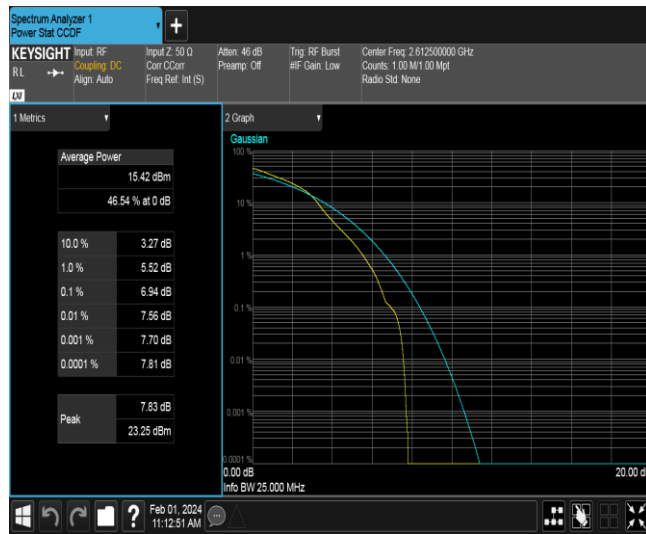 Spectrum Analyzer 1
Power Stat CCDF
+
KEYSIGHT
RL
LXI
Input: RF
Coupling: DC
Align: Auto
Input Z: 50 Ω
Corr CCorr
Freq Ref: Int (S)
Atten: 46 dB
Preamp: Off
Trig: RF Burst
#IF Gain: Low
Center Freq: 2.612500000 GHz
Counts: 1.00 M/1.00 Mpt
Radio Std: None
1 Metrics
Average Power
15.42 dBm
46.54 % at 0 dB
10.0 % 3.27 dB
1.0 % 5.52 dB
0.1 % 6.94 dB
0.01 % 7.56 dB
0.001 % 7.70 dB
0.0001 % 7.81 dB
Peak
7.83 dB
23.25 dBm
2 Graph
Gaussian
100 %
10 %
1 %
0.1 %
0.01 %
0.001 %
0.0001 %
0.00 dB
20.00 d
Info BW 25.000 MHz
?
Feb 01, 2024
11:12:51 AM